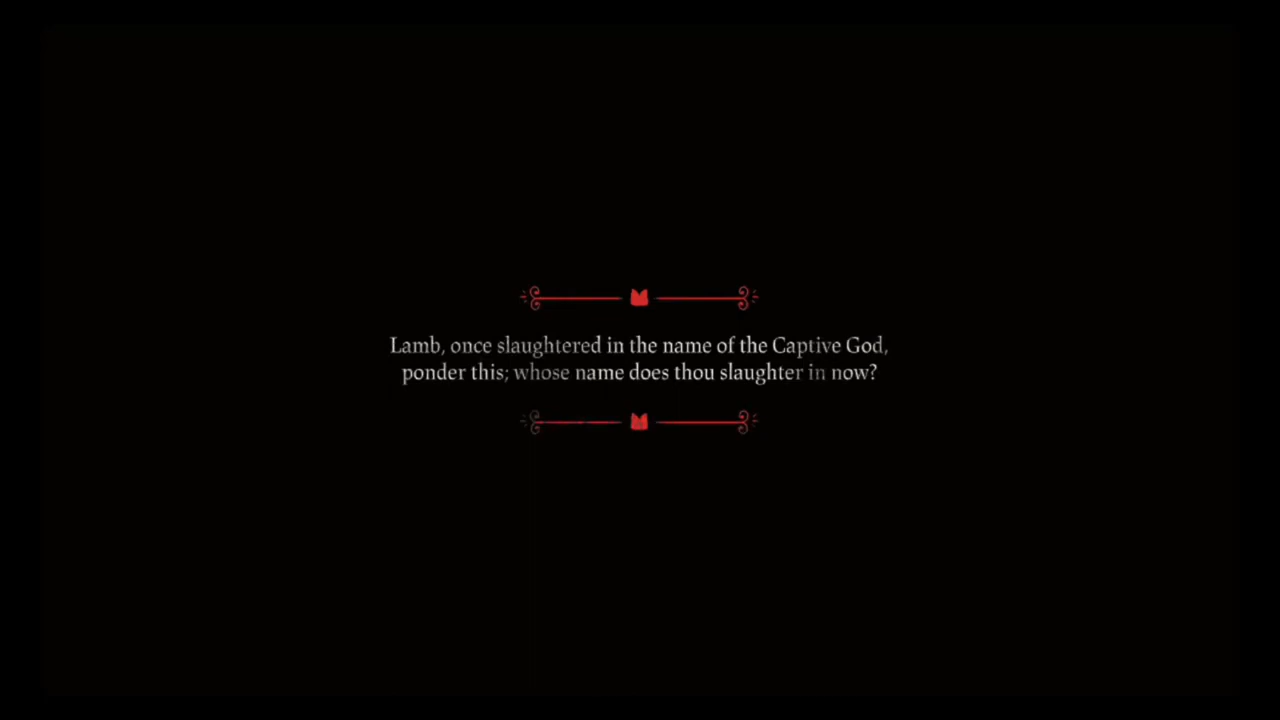 Lamb, once slaughtered in the name of the Captive God,
ponder this; whose name does thou slaughter in now?